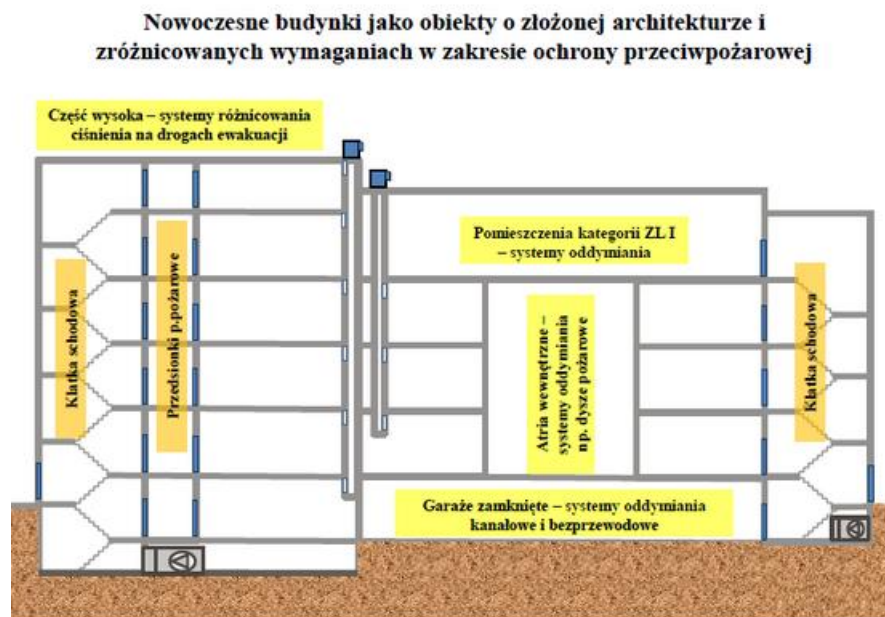 Nowoczesne budynki jako obiekty o złożonej architekturze i
zróżnicowanych wymaganiach w zakresie ochrony przeciwpożarowej
Część wysoka – systemy różnicowania
ciśnienia na drogach ewakuacji
Pomieszczenia kategorii ZL I
– systemy oddymiania
Klatka schodowa
Przedsionki p.pożarowe
Atria wewnętrzne –
systemy oddymiania
np. dysze pożarowe
Klatka schodowa
Garaże zamknięte – systemy oddymiania
kanałowe i bezprzewodowe